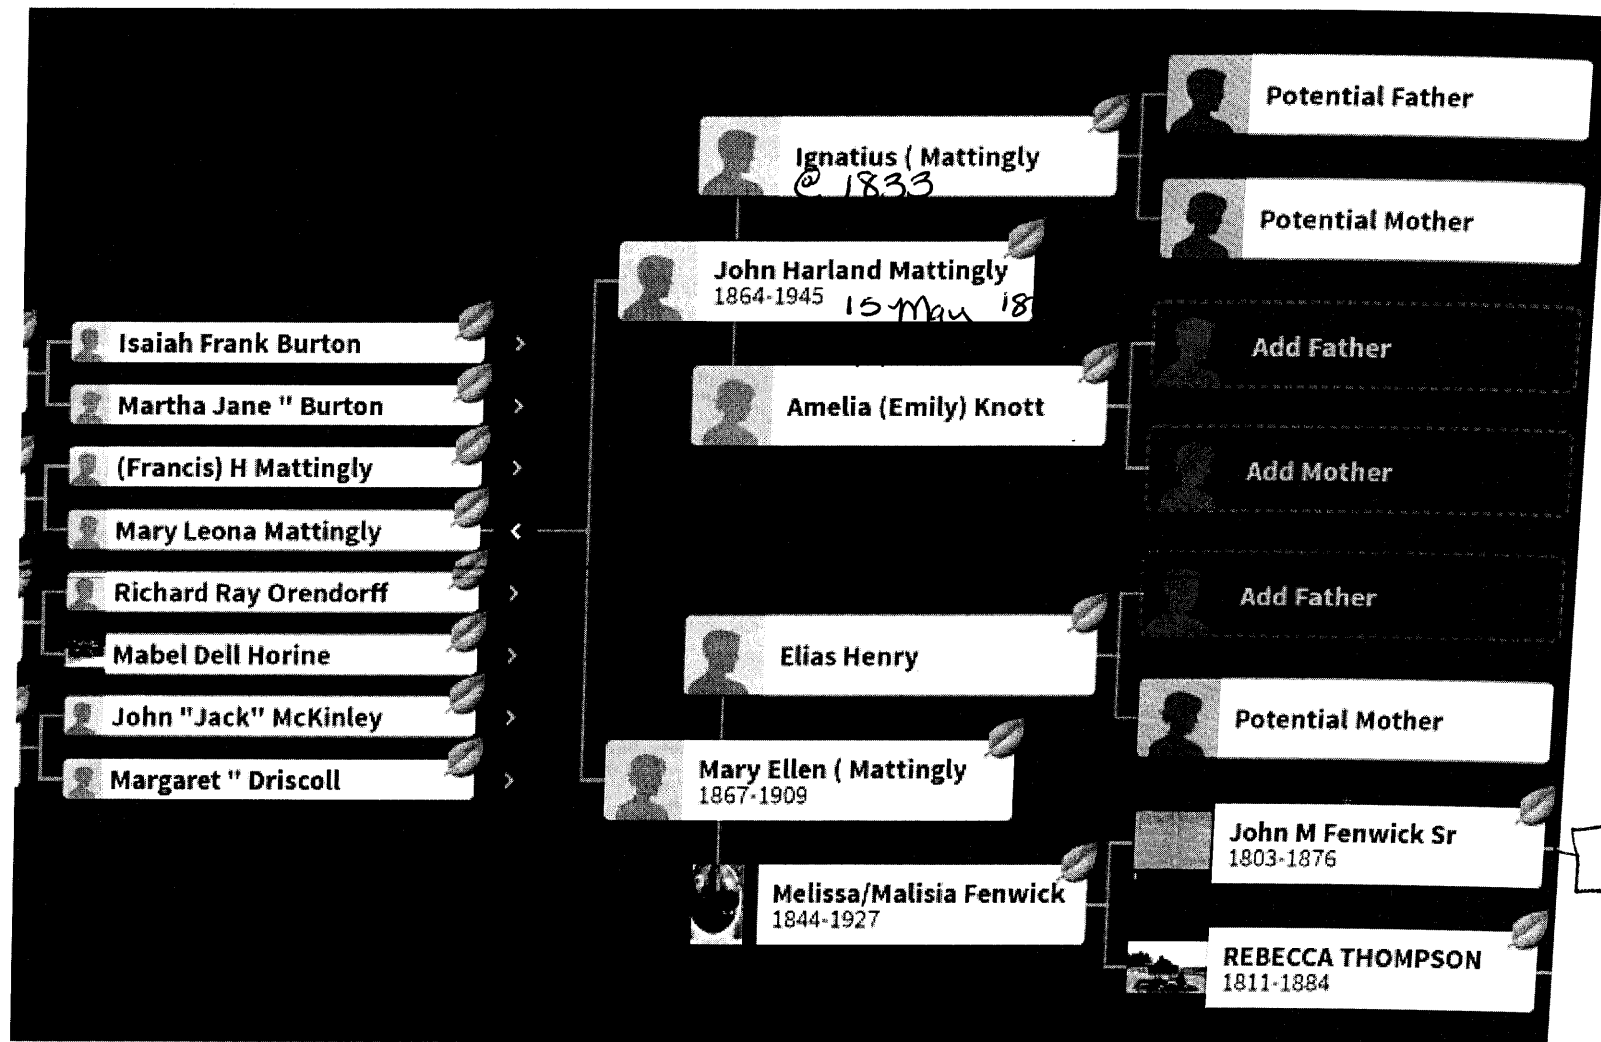 Isaiah Frank Burton
Martha Jane " Burton
(Francis) H Mattingly
Mary Leona Mattingly
Richard Ray Orendorff
Mabel Dell Horine
John "Jack" McKinley
Margaret " Driscoll
Ignatius ( Mattingly
@ 1833
John Harland Mattingly
1864-1945 15 May 18
Amelia (Emily) Knott
Elias Henry
Mary Ellen ( Mattingly
1867-1909
Melissa/Malisia Fenwick
1844-1927
Potential Father
Potential Mother
Add Father
Add Mother
Add Father
Potential Mother
John M Fenwick Sr
1803-1876
REBECCA THOMPSON
1811-1884